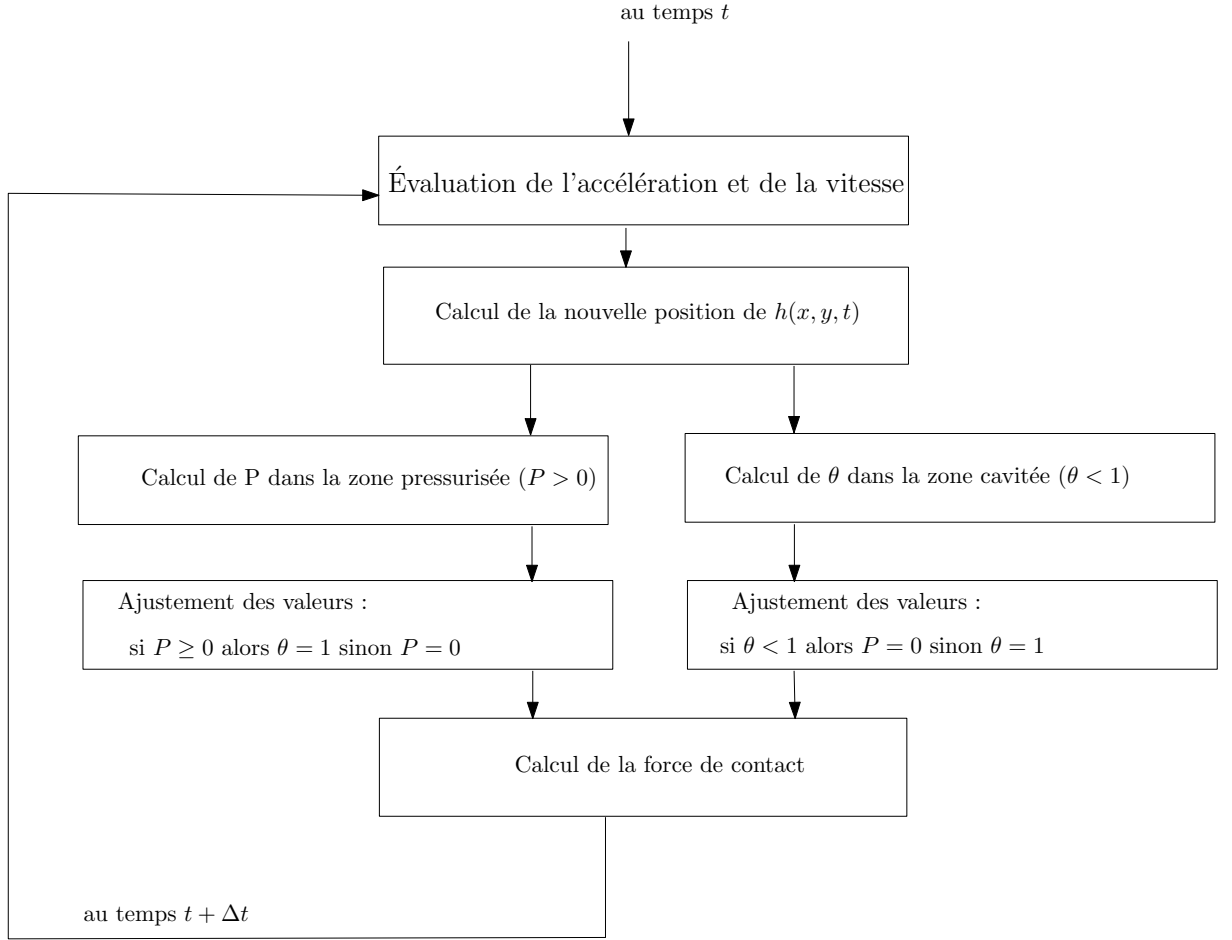 au temps t
Évaluation de l'accélération et de la vitesse
Calcul de la nouvelle position de h(x, y, t)
Calcul de P dans la zone pressurisée (P > 0)
Calcul de θ dans la zone cavitée (θ < 1)
Ajustement des valeurs :
si P ≥ 0 alors θ = 1 sinon P = 0
Ajustement des valeurs :
si θ < 1 alors P = 0 sinon θ = 1
Calcul de la force de contact
au temps t + Δt